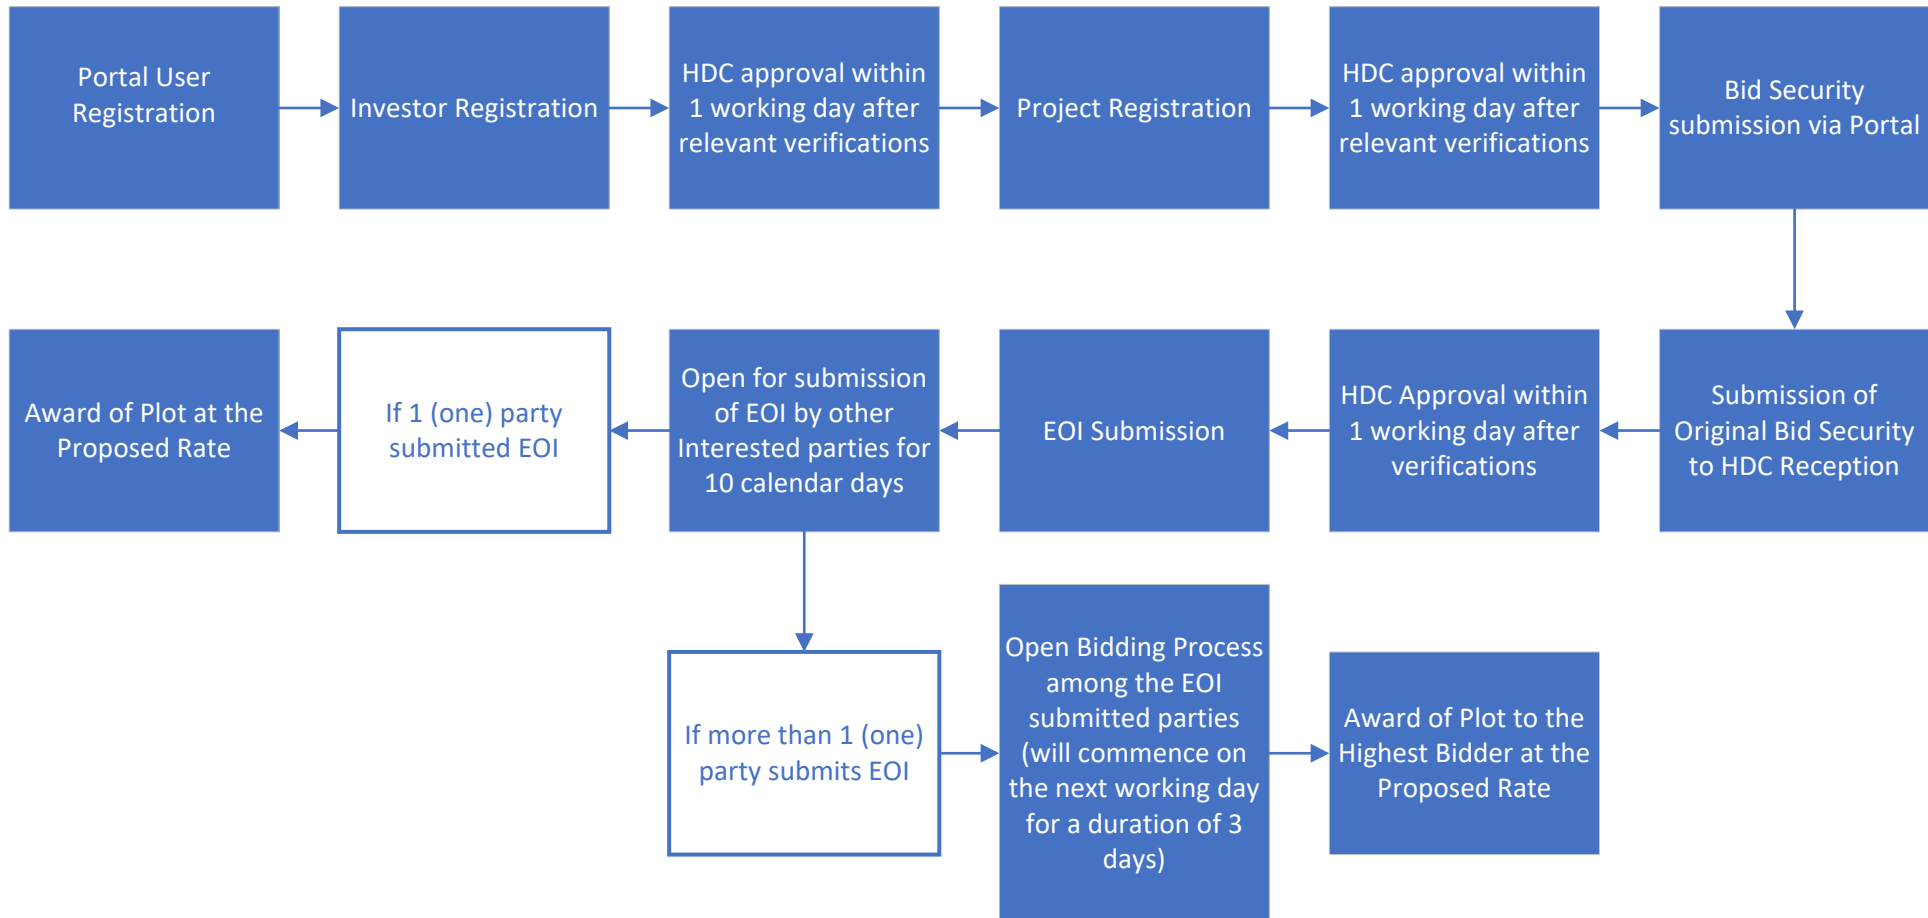 Portal User
Registration
Investor Registration
HDC approval within
1 working day after
relevant verifications
Project Registration
HDC approval within
1 working day after
relevant verifications
Bid Security
submission via Portal
Award of Plot at the
Proposed Rate
If 1 (one) party
submitted EOI
Open for submission
of EOI by other
Interested parties for
10 calendar days
EOI Submission
HDC Approval within
1 working day after
verifications
Submission of
Original Bid Security
to HDC Reception
If more than 1 (one)
party submits EOI
Open Bidding Process
among the EOI
submitted parties
(will commence on
the next working day
for a duration of 3
days)
Award of Plot to the
Highest Bidder at the
Proposed Rate